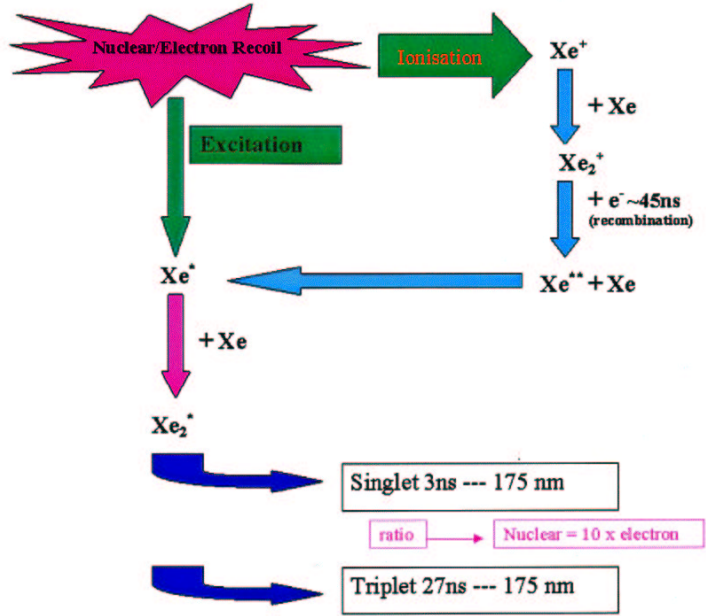 Nuclear/Electron Recoil
Ionisation
Xe⁺
+ Xe
Excitation
Xe₂⁺
+ e⁻ ~45ns
(recombination)
Xe*
Xe** + Xe
+ Xe
Xe₂*
Singlet 3ns --- 175 nm
ratio
Nuclear = 10 x electron
Triplet 27ns --- 175 nm